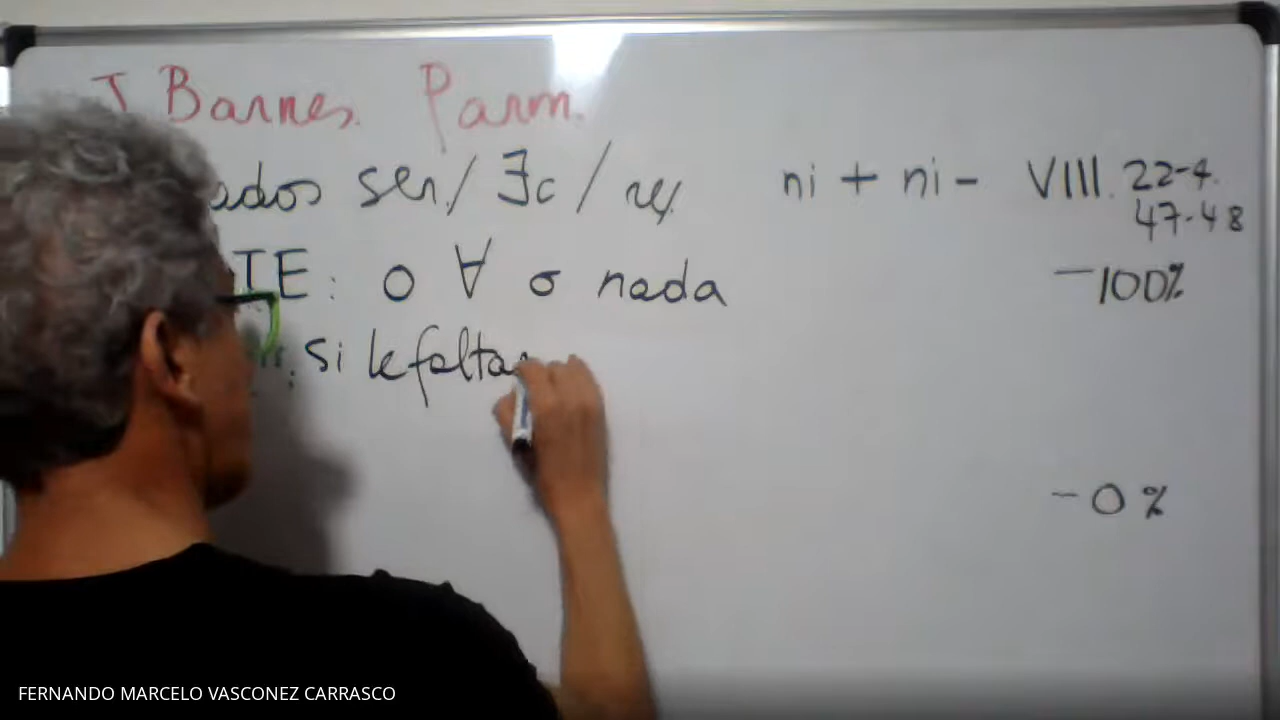 J Barnes. Parm.
ados ser / ∃c / ni + ni - VIII. 22-4.
47-48
TE: o ∀ o nada -100%
: si le falta
- 0 %
FERNANDO MARCELO VASCONEZ CARRASCO